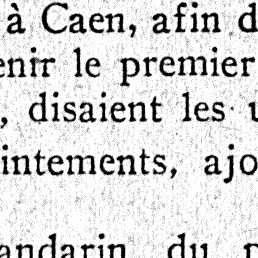 à Caen, afin d
enir le premier
, disaient les u
intements, ajo
andarin du p